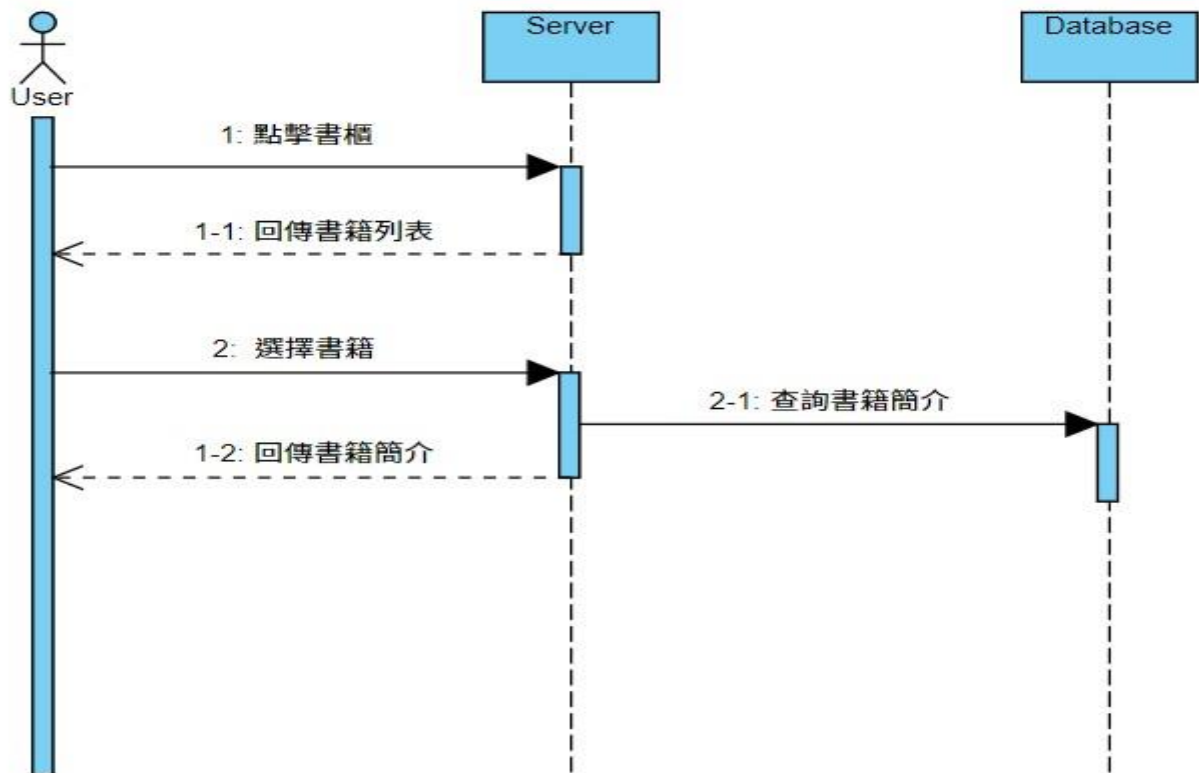 User
Server
Database
1: 點擊書櫃
1-1: 回傳書籍列表
2: 選擇書籍
2-1: 查詢書籍簡介
1-2: 回傳書籍簡介